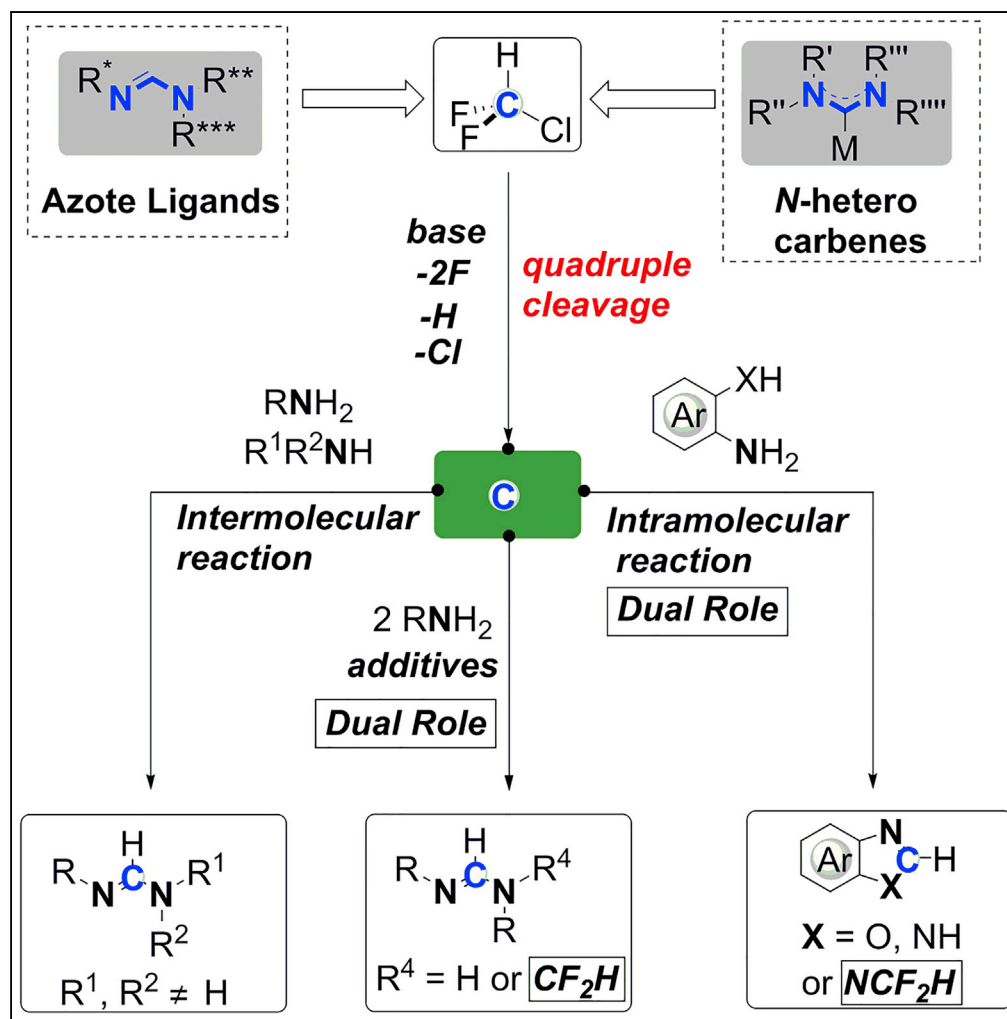 R* N N R** R***
Azote Ligands
H
F F C Cl
R' R'''
R'' N N R''''
M
N-hetero
carbenes
base
-2F
-H
-Cl
quadruple
cleavage
RNH₂
R¹R²NH
XH
Ar
NH₂
C
Intermolecular
reaction
Intramolecular
reaction
Dual Role
2 RNH₂
additives
Dual Role
H
R N C N R¹
R²
R¹, R² ≠ H
H
R N C N R⁴
R
R⁴ = H or CF₂H
N
Ar C-H
X
X = O, NH
or NCF₂H